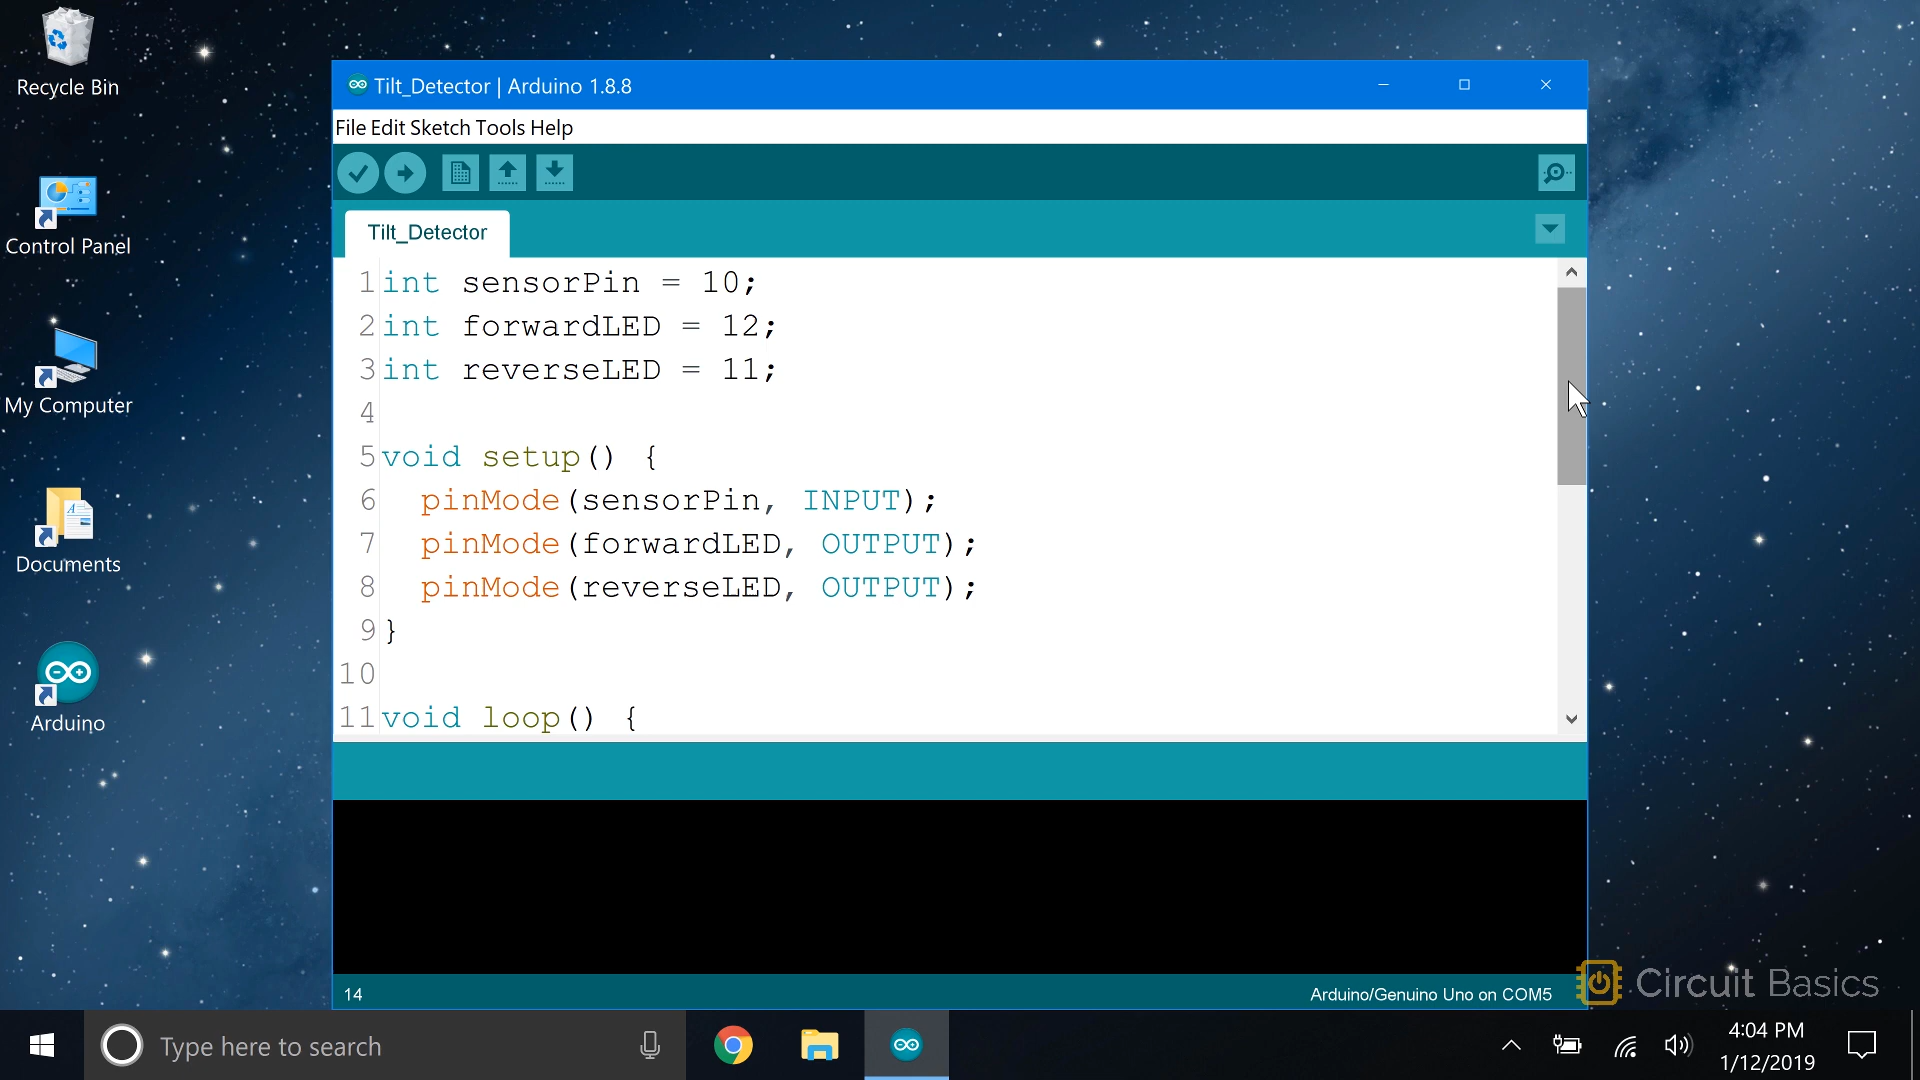 Recycle Bin
Control Panel
My Computer
Documents
Arduino
Tilt_Detector | Arduino 1.8.8
File Edit Sketch Tools Help
Tilt_Detector
1 int sensorPin = 10;
2 int forwardLED = 12;
3 int reverseLED = 11;
4
5 void setup() {
6 pinMode(sensorPin, INPUT);
7 pinMode(forwardLED, OUTPUT);
8 pinMode(reverseLED, OUTPUT);
9 }
10
11 void loop() {
14
Arduino/Genuino Uno on COM5
Circuit Basics
Type here to search
4:04 PM
1/12/2019